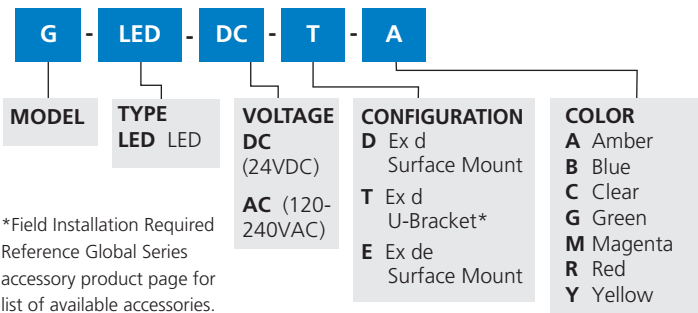 G - LED - DC - T - A
MODEL
TYPE
LED LED
VOLTAGE
DC
(24VDC)
AC (120-
240VAC)
CONFIGURATION
D Ex d
Surface Mount
T Ex d
U-Bracket*
E Ex de
Surface Mount
COLOR
A Amber
B Blue
C Clear
G Green
M Magenta
R Red
Y Yellow
*Field Installation Required
Reference Global Series
accessory product page for
list of available accessories.